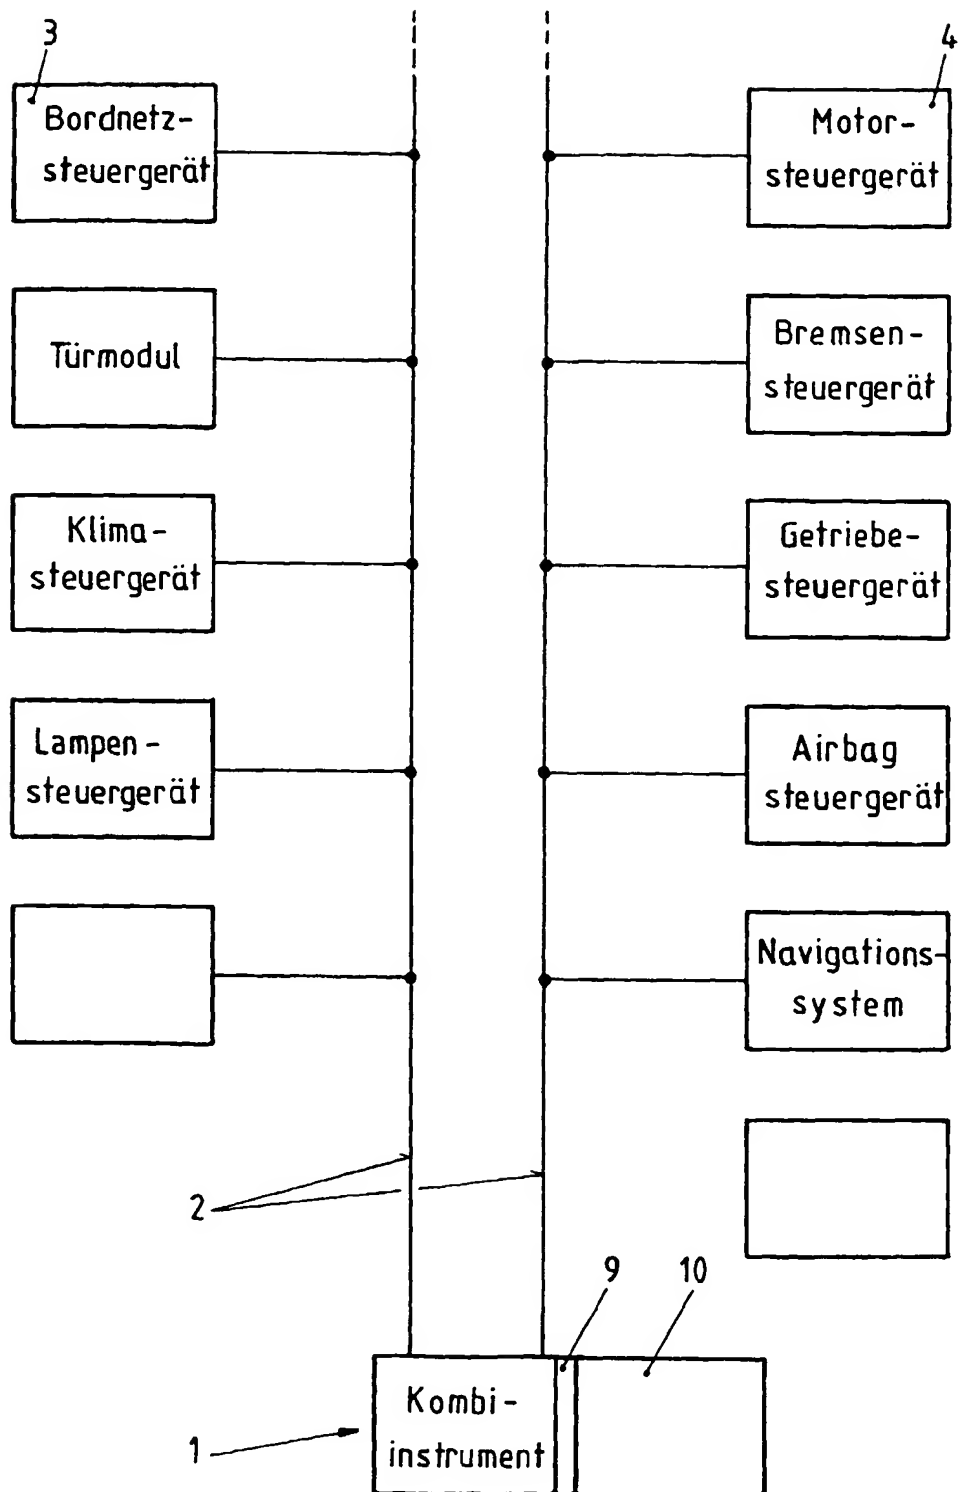 3
4
Bordnetz-
steuergerät
Motor-
steuergerät
Türmodul
Bremsen-
steuergerät
Klima-
steuergerät
Getriebe-
steuergerät
Lampen-
steuergerät
Airbag
steuergerät
Navigations-
system
2
9
10
1
Kombi-
instrument